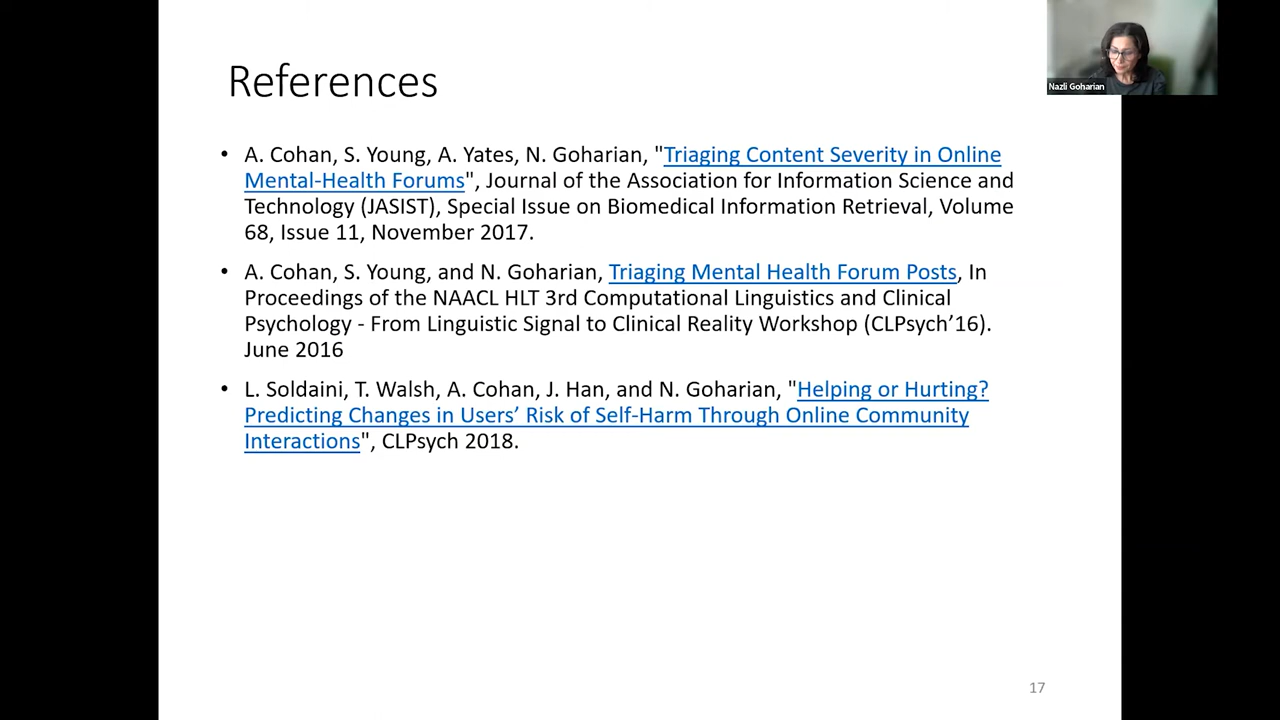 References
Nazli Goharian
• A. Cohan, S. Young, A. Yates, N. Goharian, "Triaging Content Severity in Online
Mental-Health Forums", Journal of the Association for Information Science and
Technology (JASIST), Special Issue on Biomedical Information Retrieval, Volume
68, Issue 11, November 2017.
• A. Cohan, S. Young, and N. Goharian, Triaging Mental Health Forum Posts, In
Proceedings of the NAACL HLT 3rd Computational Linguistics and Clinical
Psychology - From Linguistic Signal to Clinical Reality Workshop (CLPsych’16).
June 2016
• L. Soldaini, T. Walsh, A. Cohan, J. Han, and N. Goharian, "Helping or Hurting?
Predicting Changes in Users’ Risk of Self-Harm Through Online Community
Interactions", CLPsych 2018.
17